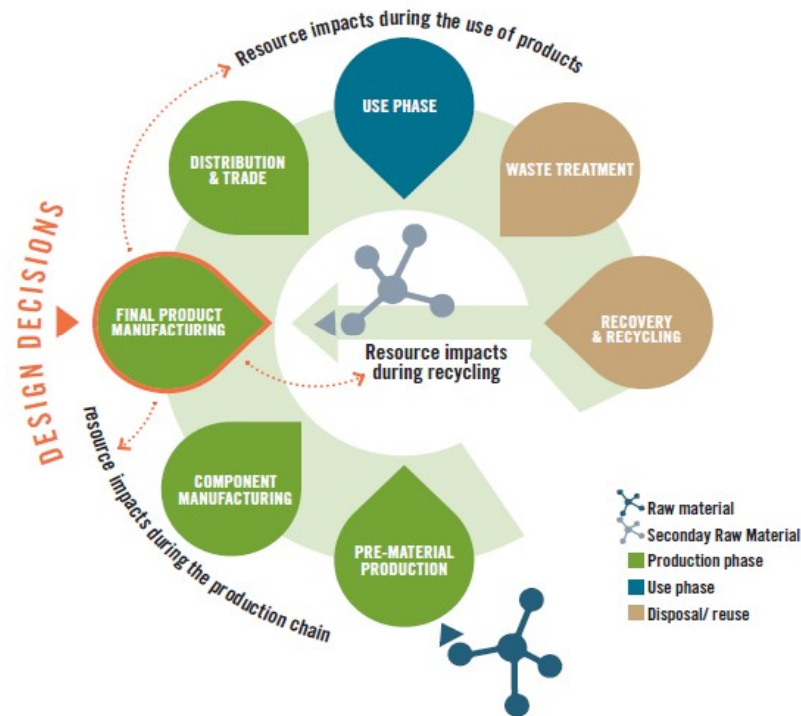 Resource impacts during the use of products
USE PHASE
DISTRIBUTION
& TRADE
WASTE TREATMENT
DESIGN DECISIONS
FINAL PRODUCT
MANUFACTURING
RECOVERY
& RECYCLING
Resource impacts
during recycling
resource impacts during the production chain
COMPONENT
MANUFACTURING
PRE-MATERIAL
PRODUCTION
Raw material
Seconday Raw Material
Production phase
Use phase
Disposal/ reuse